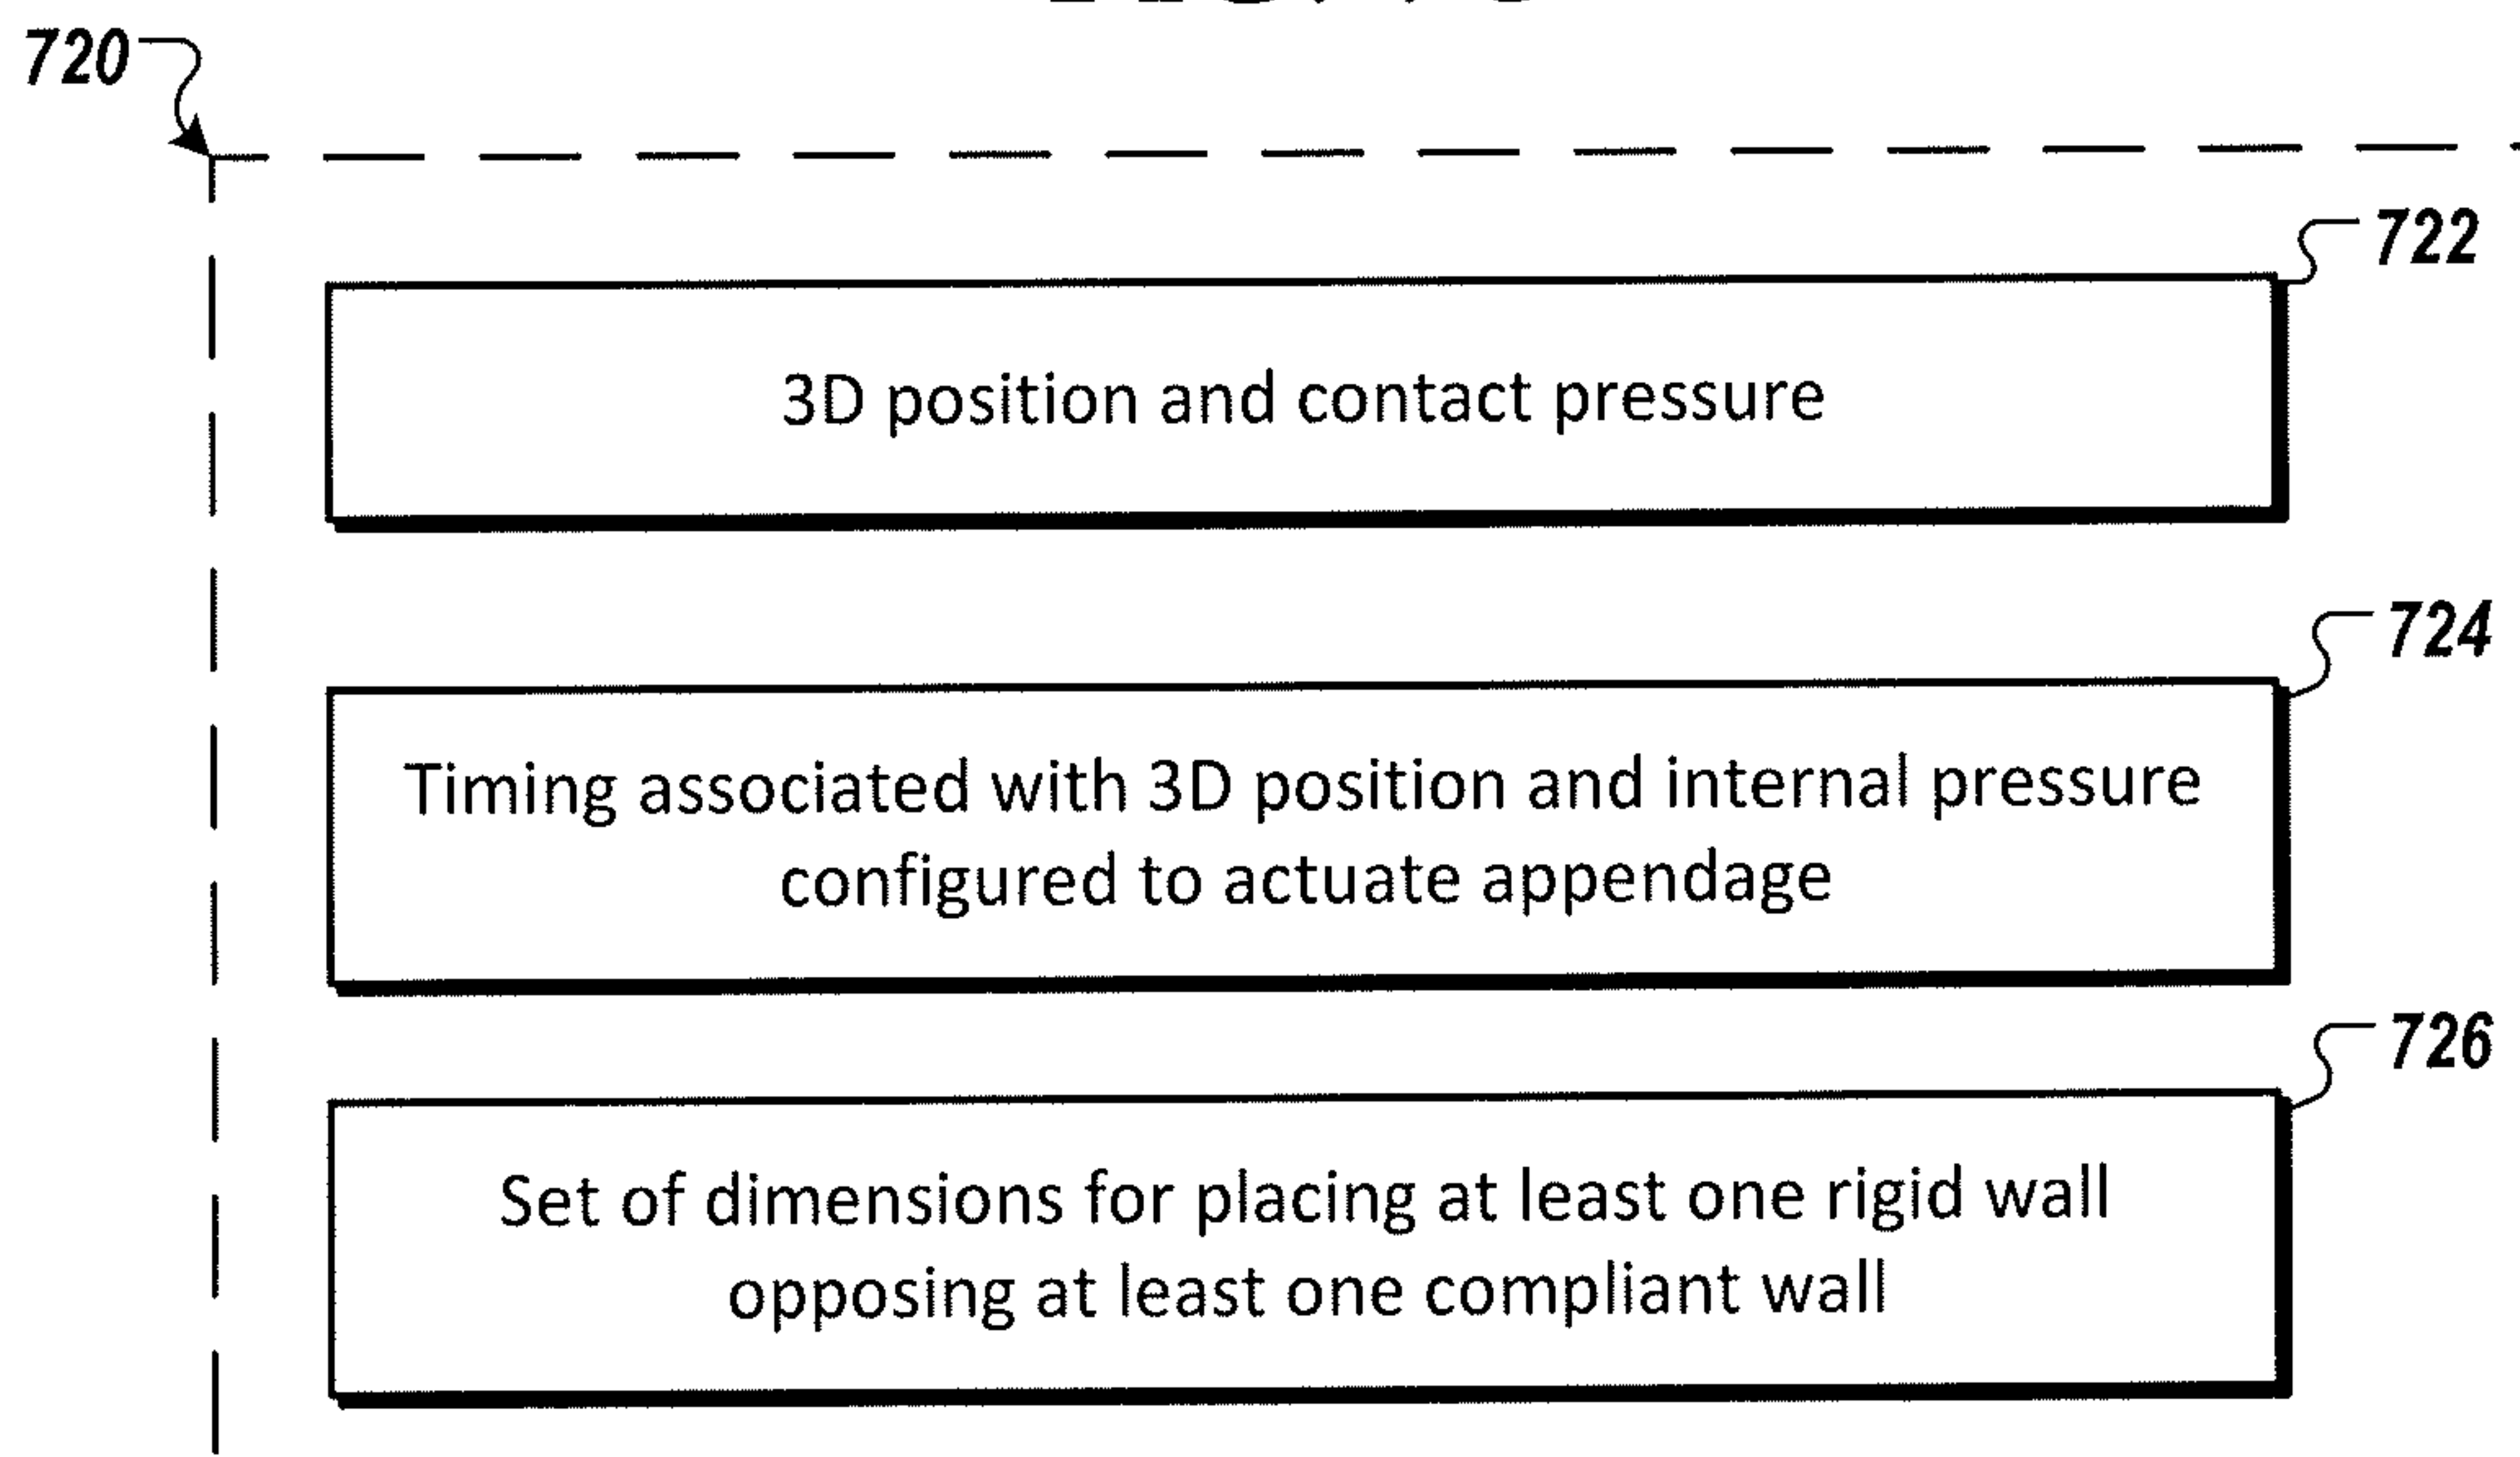 720
722
3D position and contact pressure
724
Timing associated with 3D position and internal pressure
configured to actuate appendage
726
Set of dimensions for placing at least one rigid wall
opposing at least one compliant wall